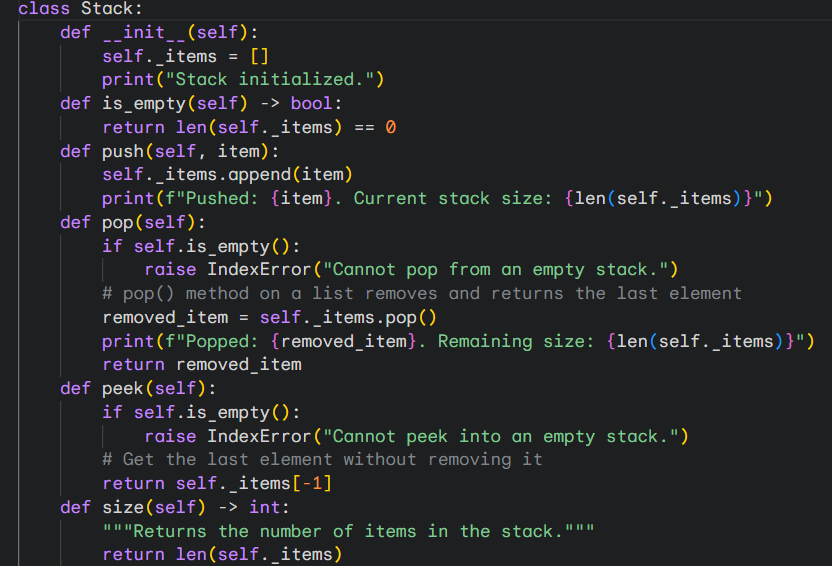 class Stack:
    def __init__(self):
        self._items = []
        print("Stack initialized.")
    def is_empty(self) -> bool:
        return len(self._items) == 0
    def push(self, item):
        self._items.append(item)
        print(f"Pushed: {item}. Current stack size: {len(self._items)}")
    def pop(self):
        if self.is_empty():
            raise IndexError("Cannot pop from an empty stack.")
        # pop() method on a list removes and returns the last element
        removed_item = self._items.pop()
        print(f"Popped: {removed_item}. Remaining size: {len(self._items)}")
        return removed_item
    def peek(self):
        if self.is_empty():
            raise IndexError("Cannot peek into an empty stack.")
        # Get the last element without removing it
        return self._items[-1]
    def size(self) -> int:
        """Returns the number of items in the stack."""
        return len(self._items)